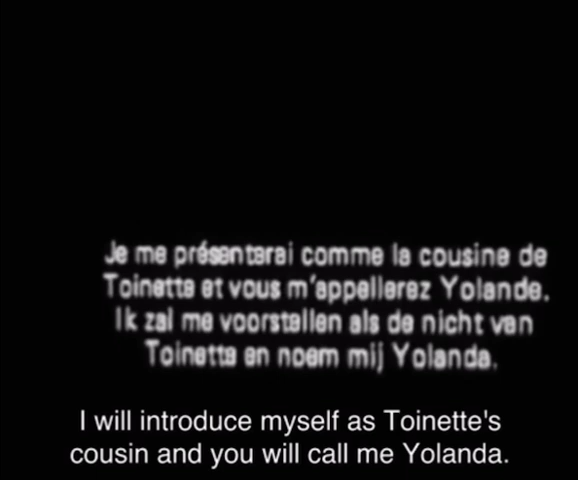 Je me présenterai comme la cousine de
Toinette et vous m'appellerez Yolande.
Ik zal me voorstellen als de nicht van
Toinette en noem mij Yolanda.
I will introduce myself as Toinette's
cousin and you will call me Yolanda.